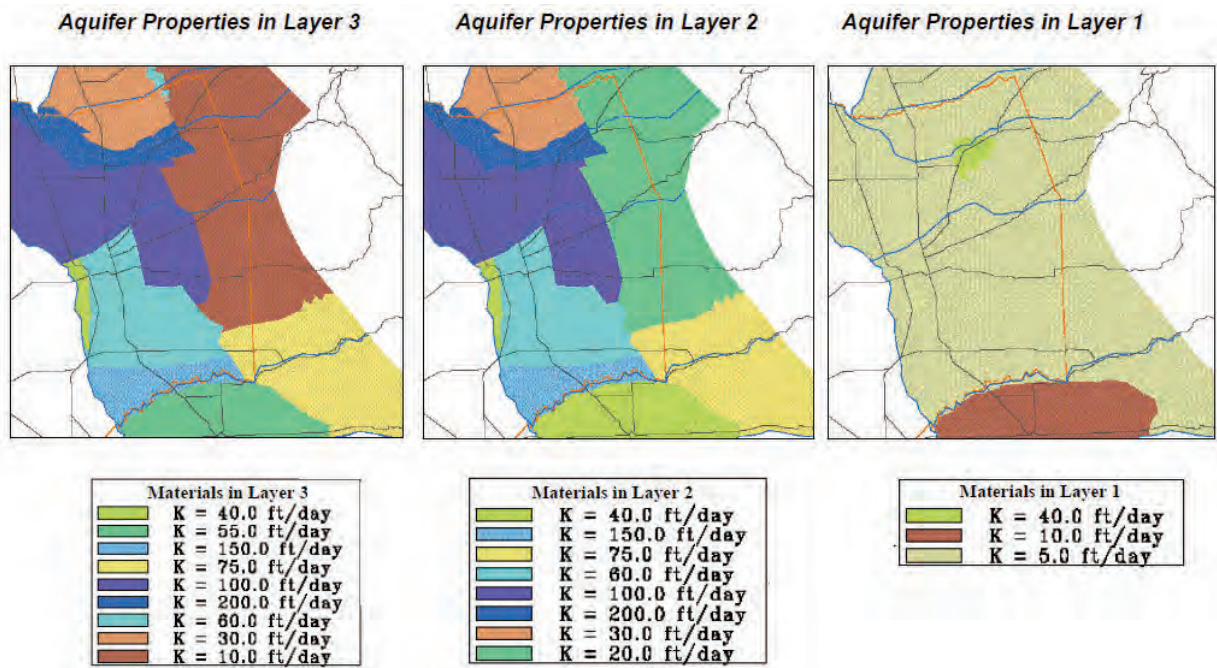 Aquifer Properties in Layer 3
Aquifer Properties in Layer 2
Aquifer Properties in Layer 1
Materials in Layer 3
K = 40.0 ft/day
K = 55.0 ft/day
K = 150.0 ft/day
K = 75.0 ft/day
K = 100.0 ft/day
K = 200.0 ft/day
K = 60.0 ft/day
K = 30.0 ft/day
K = 10.0 ft/day
Materials in Layer 2
K = 40.0 ft/day
K = 150.0 ft/day
K = 75.0 ft/day
K = 60.0 ft/day
K = 100.0 ft/day
K = 200.0 ft/day
K = 30.0 ft/day
K = 20.0 ft/day
Materials in Layer 1
K = 40.0 ft/day
K = 10.0 ft/day
K = 5.0 ft/day